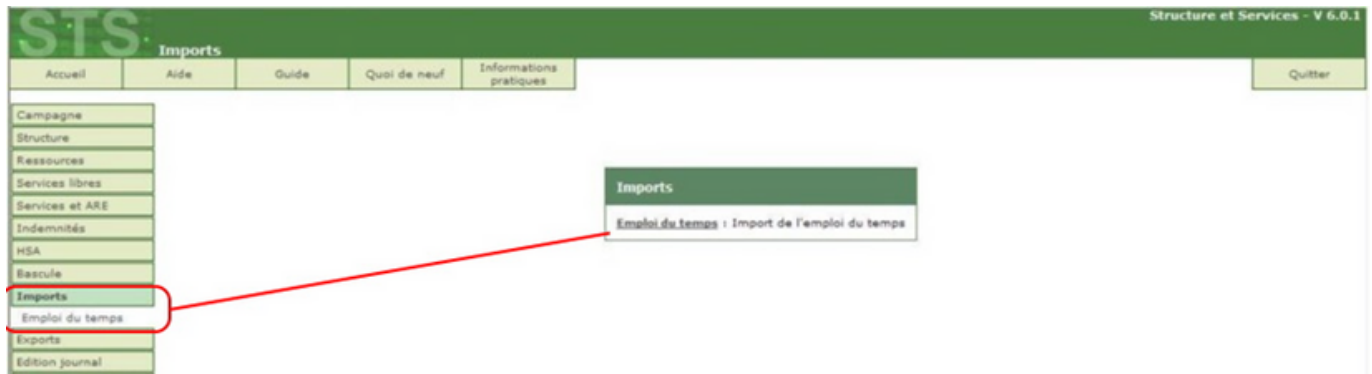 Structure et Services - V 6.0.1
STS
Imports
Accueil
Aide
Guide
Quoi de neuf
Informations
pratiques
Quitter
Campagne
Structure
Ressources
Services libres
Services et ARE
Indemnités
HSA
Bascule
Imports
Emploi du temps
Exports
Edition journal
Imports
Emploi du temps : Import de l'emploi du temps